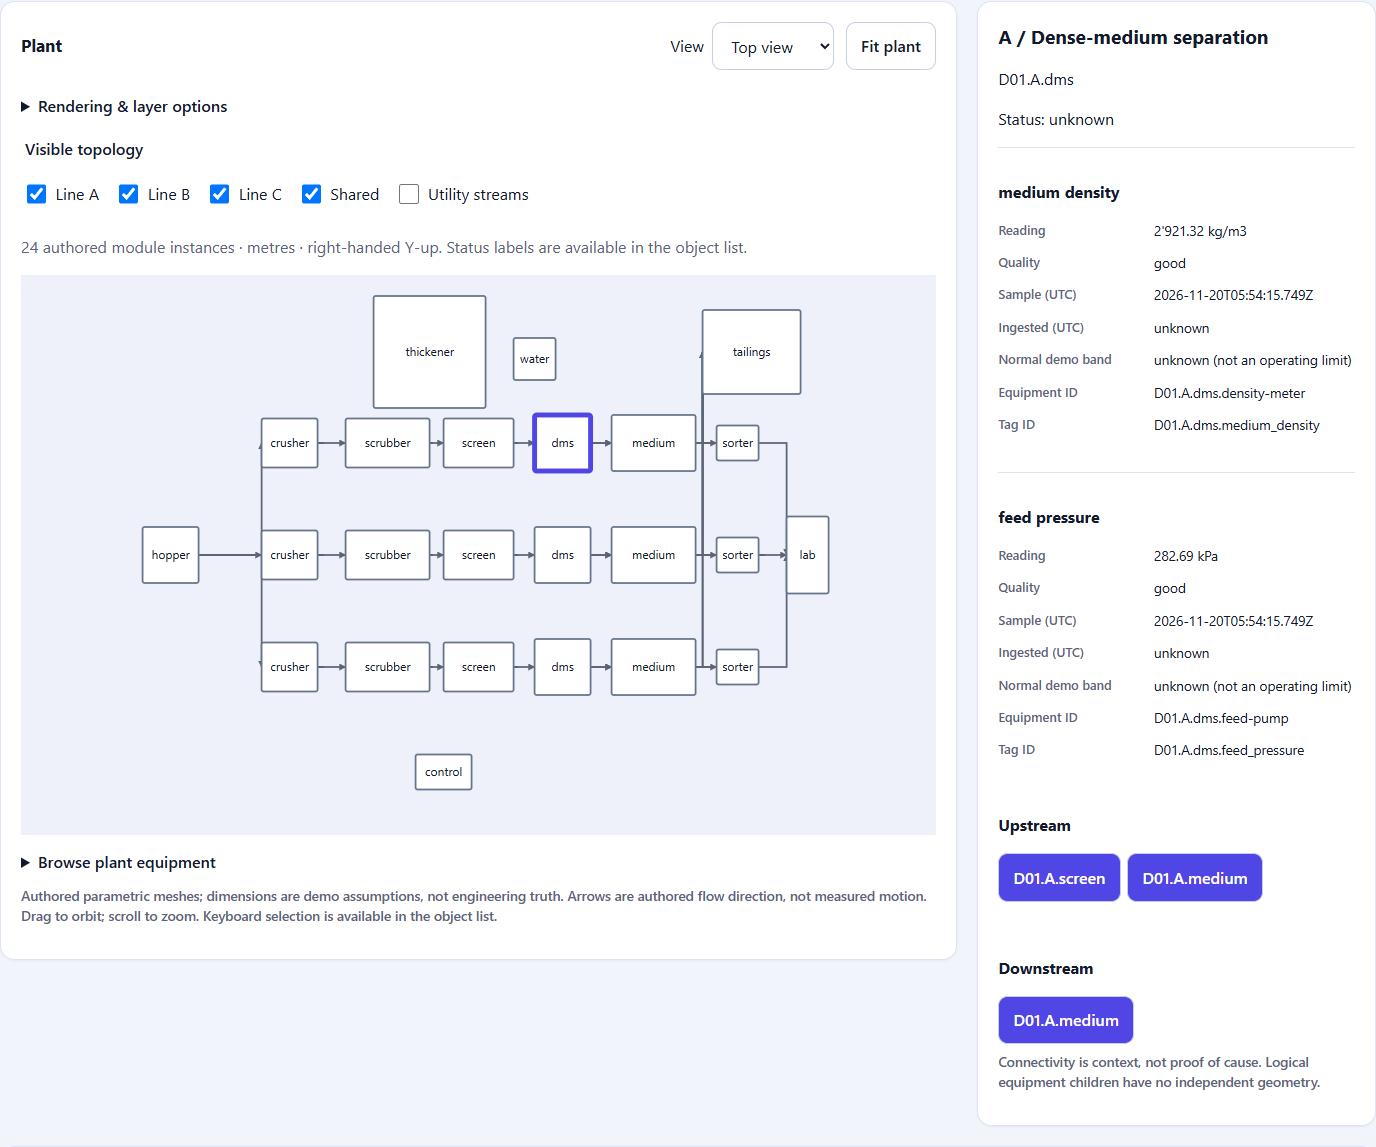 Plant
View
Top view
Fit plant
Rendering & layer options
Visible topology
Line A
Line B
Line C
Shared
Utility streams
24 authored module instances · metres · right-handed Y-up. Status labels are available in the object list.
thickener
water
tailings
crusher
scrubber
screen
dms
medium
sorter
hopper
crusher
scrubber
screen
dms
medium
sorter
lab
crusher
scrubber
screen
dms
medium
sorter
control
Browse plant equipment
Authored parametric meshes; dimensions are demo assumptions, not engineering truth. Arrows are authored flow direction, not measured motion.
Drag to orbit; scroll to zoom. Keyboard selection is available in the object list.
A / Dense-medium separation
D01.A.dms
Status: unknown
medium density
Reading 2'921.32 kg/m3
Quality good
Sample (UTC) 2026-11-20T05:54:15.749Z
Ingested (UTC) unknown
Normal demo band unknown (not an operating limit)
Equipment ID D01.A.dms.density-meter
Tag ID D01.A.dms.medium_density
feed pressure
Reading 282.69 kPa
Quality good
Sample (UTC) 2026-11-20T05:54:15.749Z
Ingested (UTC) unknown
Normal demo band unknown (not an operating limit)
Equipment ID D01.A.dms.feed-pump
Tag ID D01.A.dms.feed_pressure
Upstream
D01.A.screen
D01.A.medium
Downstream
D01.A.medium
Connectivity is context, not proof of cause. Logical
equipment children have no independent geometry.